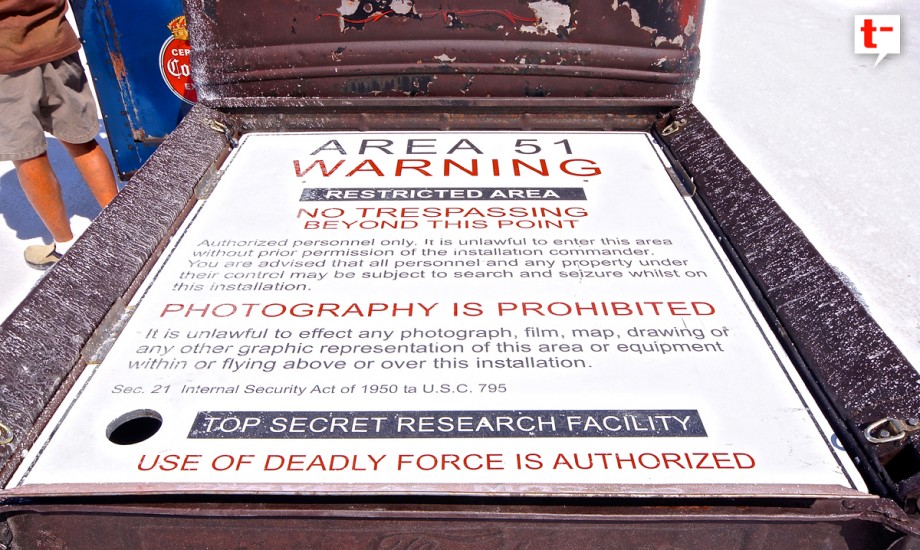 t-
CER
Co
E
AREA 51
WARNING
RESTRICTED AREA
NO TRESPASSING
BEYOND THIS POINT
Authorized personnel only. It is unlawful to enter this area
without prior permission of the installation commander.
You are advised that all personnel and any property under
their control may be subject to search and seizure whilst on
this installation.
PHOTOGRAPHY IS PROHIBITED
It is unlawful to effect any photograph, film, map, drawing or
any other graphic representation of this area or equipment
within or flying above or over this installation.
Sec. 21 Internal Security Act of 1950 ta U.S.C. 795
TOP SECRET RESEARCH FACILITY
USE OF DEADLY FORCE IS AUTHORIZED